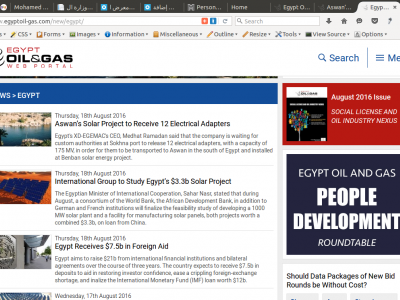 Mohamed
إضافة ...
Person...
Home
Egypt O...
Aswan'
Egypt
egyptoil-gas.com/new/egypt/
Search
CSS
Forms
Images
Information
Miscellaneous
Outline
Resize
Tools
View Source
Options
EGYPT
OIL&GAS
WEB PORTAL
Search
Me
WS > EGYPT
Thursday, 18th August 2016
Aswan's Solar Project to Receive 12 Electrical Adapters
Egypt's XD-EGEMAC's CEO, Medhat Ramadan said that the company is waiting for
custom authorities at Sokhna port to release 12 electrical adapters, with a capacity of
175 MV, in order for them to be transported to Aswan in the south of Egypt and installed
at Benban solar energy project.
Thursday, 18th August 2016
International Group to Study Egypt's $3.3b Solar Project
The Egyptian Minister of International Cooperation, Sahar Nasr, stated that during
August, a consortium of the World Bank, the African Development Bank, in addition to
German and French institutions will finalize the feasibility study of developing a 1000
MW solar plant and a facility for manufacturing solar panels, both projects worth a
combined $3.3b, on loan from China.
Thursday, 18th August 2016
Egypt Receives $7.5b in Foreign Aid
Egypt aims to raise $21b from international financial institutions and bilateral
agreements over the course of three years. The country expects to receive $7.5b in
deposits to aid in restoring investor confidence, ease a crippling foreign-exchange
shortage, and inalize the International Monetary Fund (IMF) loan worth $12b.
Wednesday, 17th August 2016
August 2016 Issue
SOCIAL LICENSE AND
OIL INDUSTRY NEXUS
EGYPT OIL AND GAS
PEOPLE
DEVELOPMENT
ROUNDTABLE
Should Data Packages of New Bid
Rounds be Without Cost?